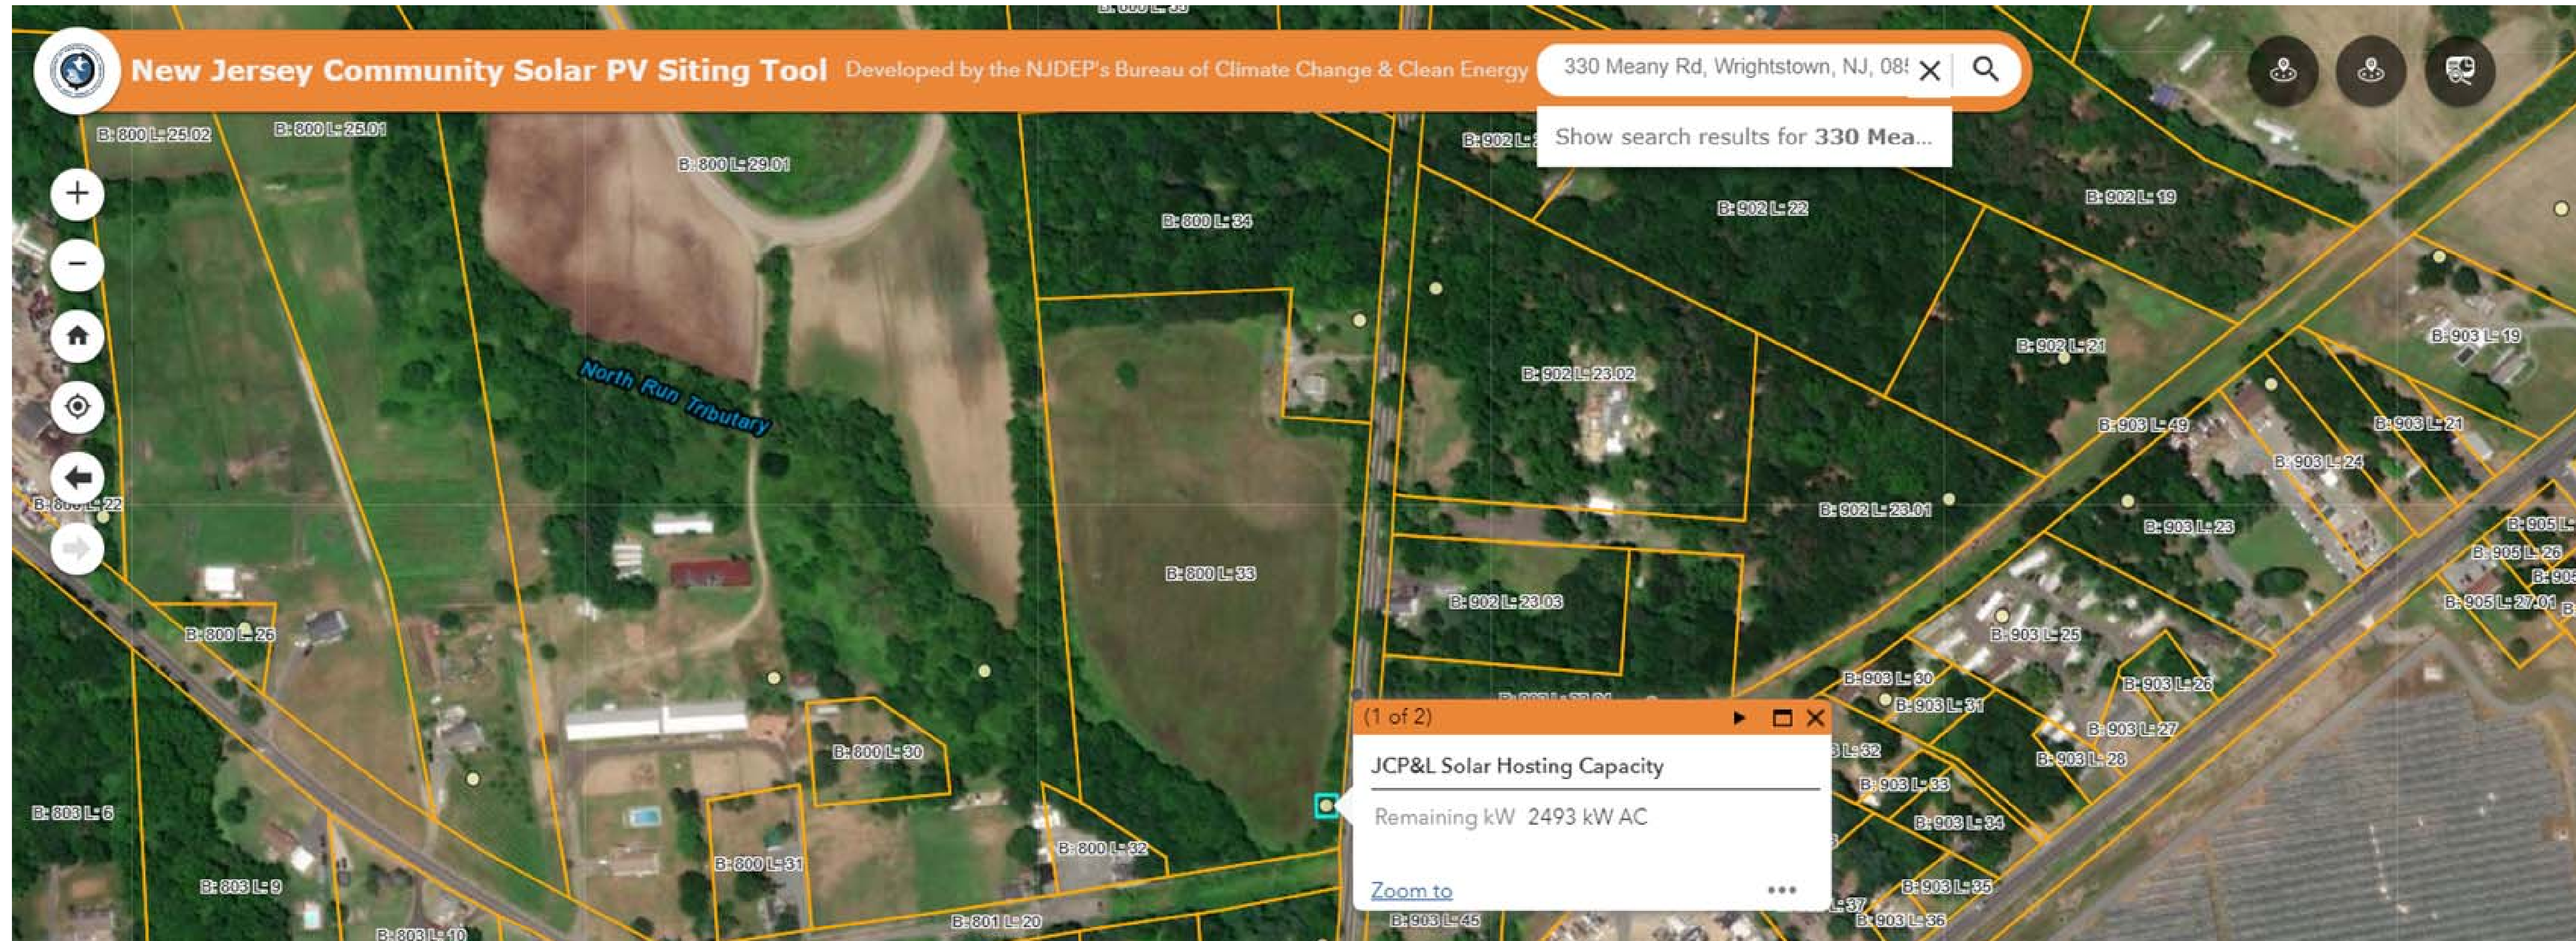 New Jersey Community Solar PV Siting Tool Developed by the NJDEP's Bureau of Climate Change & Clean Energy
330 Meany Rd, Wrightstown, NJ,
Show search results for 330 Mea...
B: 800 L: 25.02
B: 800 L: 25.01
B: 800 L: 29.01
B: 902 L:
B: 800 L: 34
B: 902 L: 22
B: 902 L: 19
B: 903 L: 19
B: 902 L: 21
B: 902 L: 23.02
North Run Tributary
B: 903 L: 49
B: 903 L: 21
B: 903 L: 24
B: 902 L: 23.01
B: 903 L: 23
B: 905 L:
B: 905 L: 26
B: 800 L: 33
B: 902 L: 23.03
B: 905 L: 27.01
B: 800 L: 26
B: 903 L: 25
B: 903 L: 30
B: 903 L: 26
B: 903 L: 31
(1 of 2)
JCP&L Solar Hosting Capacity
Remaining kW 2493 kW AC
Zoom to
B: 903 L: 27
B: 800 L: 30
L: 32
B: 903 L: 28
B: 903 L: 33
B: 803 L: 6
B: 903 L: 34
B: 800 L: 32
B: 800 L: 31
B: 803 L: 9
B: 903 L: 35
L: 37
B: 801 L: 20
B: 903 L: 45
B: 903 L: 36
B: 803 L: 10